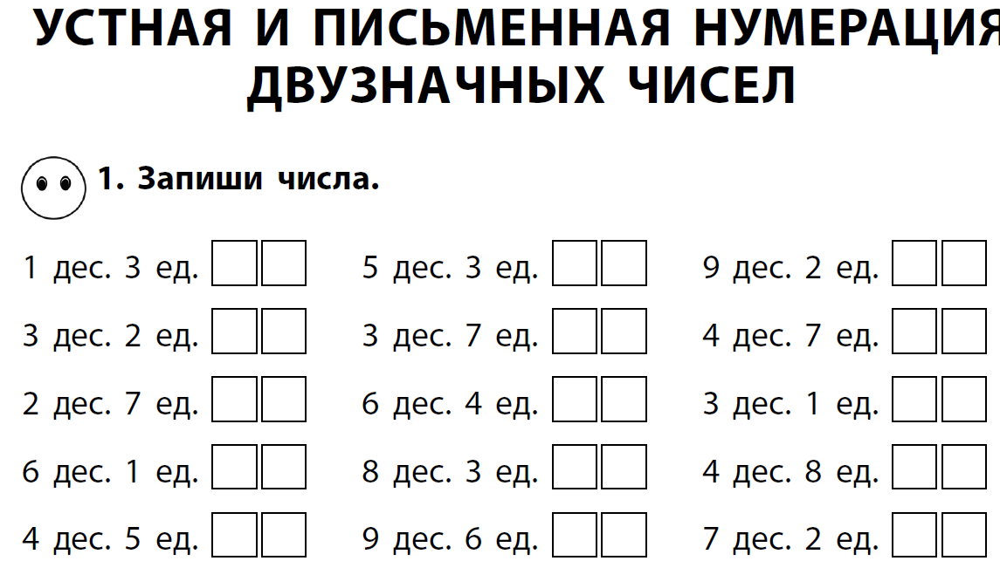 УСТНАЯ И ПИСЬМЕННАЯ НУМЕРАЦИЯ
ДВУЗНАЧНЫХ ЧИСЕЛ
1. Запиши числа.
1 дес. 3 ед. 5 дес. 3 ед. 9 дес. 2 ед.
3 дес. 2 ед. 3 дес. 7 ед. 4 дес. 7 ед.
2 дес. 7 ед. 6 дес. 4 ед. 3 дес. 1 ед.
6 дес. 1 ед. 8 дес. 3 ед. 4 дес. 8 ед.
4 дес. 5 ед. 9 дес. 6 ед. 7 дес. 2 ед.